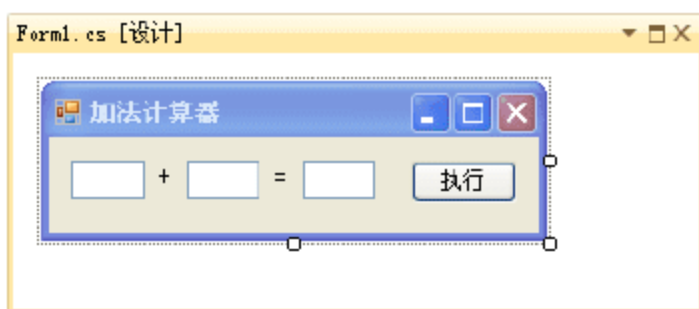 Form1.cs [设计]
加法计算器
+ = 执行